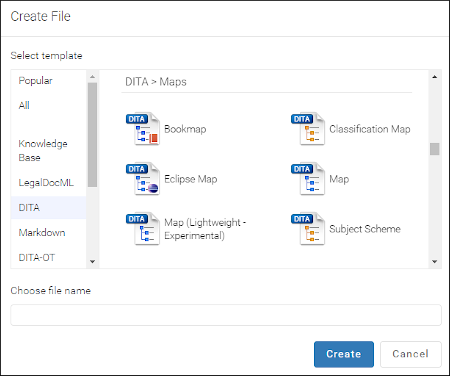 Create File
Select template
Popular
All
Knowledge
Base
LegalDocML
DITA
Markdown
DITA-OT
DITA > Maps
DITA
Bookmap
DITA
Classification Map
DITA
Eclipse Map
DITA
Map
DITA
Map (Lightweight -
Experimental)
DITA
Subject Scheme
Choose file name
Create
Cancel